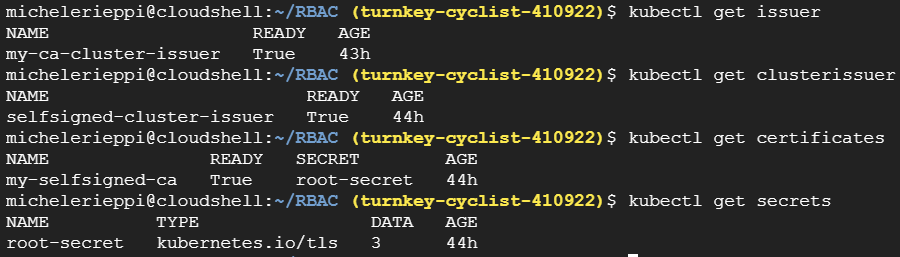 michelerieppi@cloudshell:~/RBAC (turnkey-cyclist-410922)$ kubectl get issuer
NAME                   READY   AGE
my-ca-cluster-issuer   True    43h
michelerieppi@cloudshell:~/RBAC (turnkey-cyclist-410922)$ kubectl get clusterissuer
NAME                        READY   AGE
selfsigned-cluster-issuer   True    44h
michelerieppi@cloudshell:~/RBAC (turnkey-cyclist-410922)$ kubectl get certificates
NAME               READY   SECRET        AGE
my-selfsigned-ca   True    root-secret   44h
michelerieppi@cloudshell:~/RBAC (turnkey-cyclist-410922)$ kubectl get secrets
NAME          TYPE                DATA   AGE
root-secret   kubernetes.io/tls   3      44h